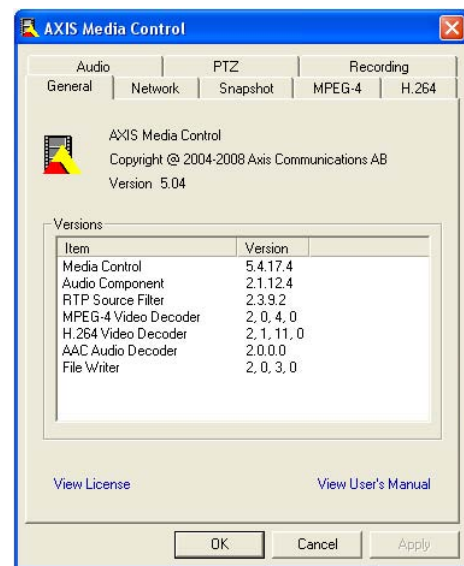 AXIS Media Control
Audio PTZ Recording
General Network Snapshot MPEG-4 H.264
AXIS Media Control
Copyright @ 2004-2008 Axis Communications AB
Version 5.04
Versions
Item Version
Media Control 5.4.17.4
Audio Component 2.1.12.4
RTP Source Filter 2.3.9.2
MPEG-4 Video Decoder 2, 0, 4, 0
H.264 Video Decoder 2, 1, 11, 0
AAC Audio Decoder 2.0.0.0
File Writer 2, 0, 3, 0
View License View User's Manual
OK Cancel Apply